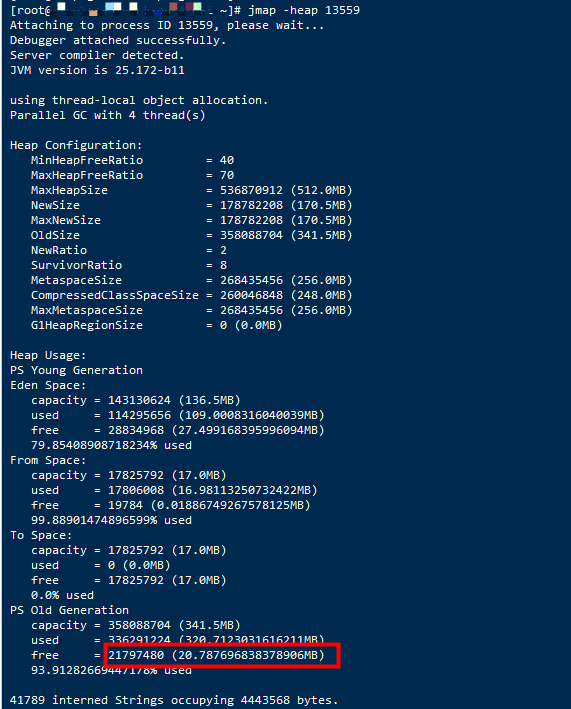 [root@ ~]# jmap -heap 13559
Attaching to process ID 13559, please wait...
Debugger attached successfully.
Server compiler detected.
JVM version is 25.172-b11
using thread-local object allocation.
Parallel GC with 4 thread(s)
Heap Configuration:
MinHeapFreeRatio = 40
MaxHeapFreeRatio = 70
MaxHeapSize = 536870912 (512.0MB)
NewSize = 178782208 (170.5MB)
MaxNewSize = 178782208 (170.5MB)
OldSize = 358088704 (341.5MB)
NewRatio = 2
SurvivorRatio = 8
MetaspaceSize = 268435456 (256.0MB)
CompressedClassSpaceSize = 260046848 (248.0MB)
MaxMetaspaceSize = 268435456 (256.0MB)
G1HeapRegionSize = 0 (0.0MB)
Heap Usage:
PS Young Generation
Eden Space:
capacity = 143130624 (136.5MB)
used = 114295656 (109.0008316040039MB)
free = 28834968 (27.499168395996094MB)
79.85408908718234% used
From Space:
capacity = 17825792 (17.0MB)
used = 17806008 (16.98113250732422MB)
free = 19784 (0.01886749267578125MB)
99.88901474896599% used
To Space:
capacity = 17825792 (17.0MB)
used = 0 (0.0MB)
free = 17825792 (17.0MB)
0.0% used
PS Old Generation
capacity = 358088704 (341.5MB)
used = 336291224 (320.7123031616211MB)
free = 21797480 (20.787696838378906MB)
93.91282669447178% used
41789 interned Strings occupying 4443568 bytes.